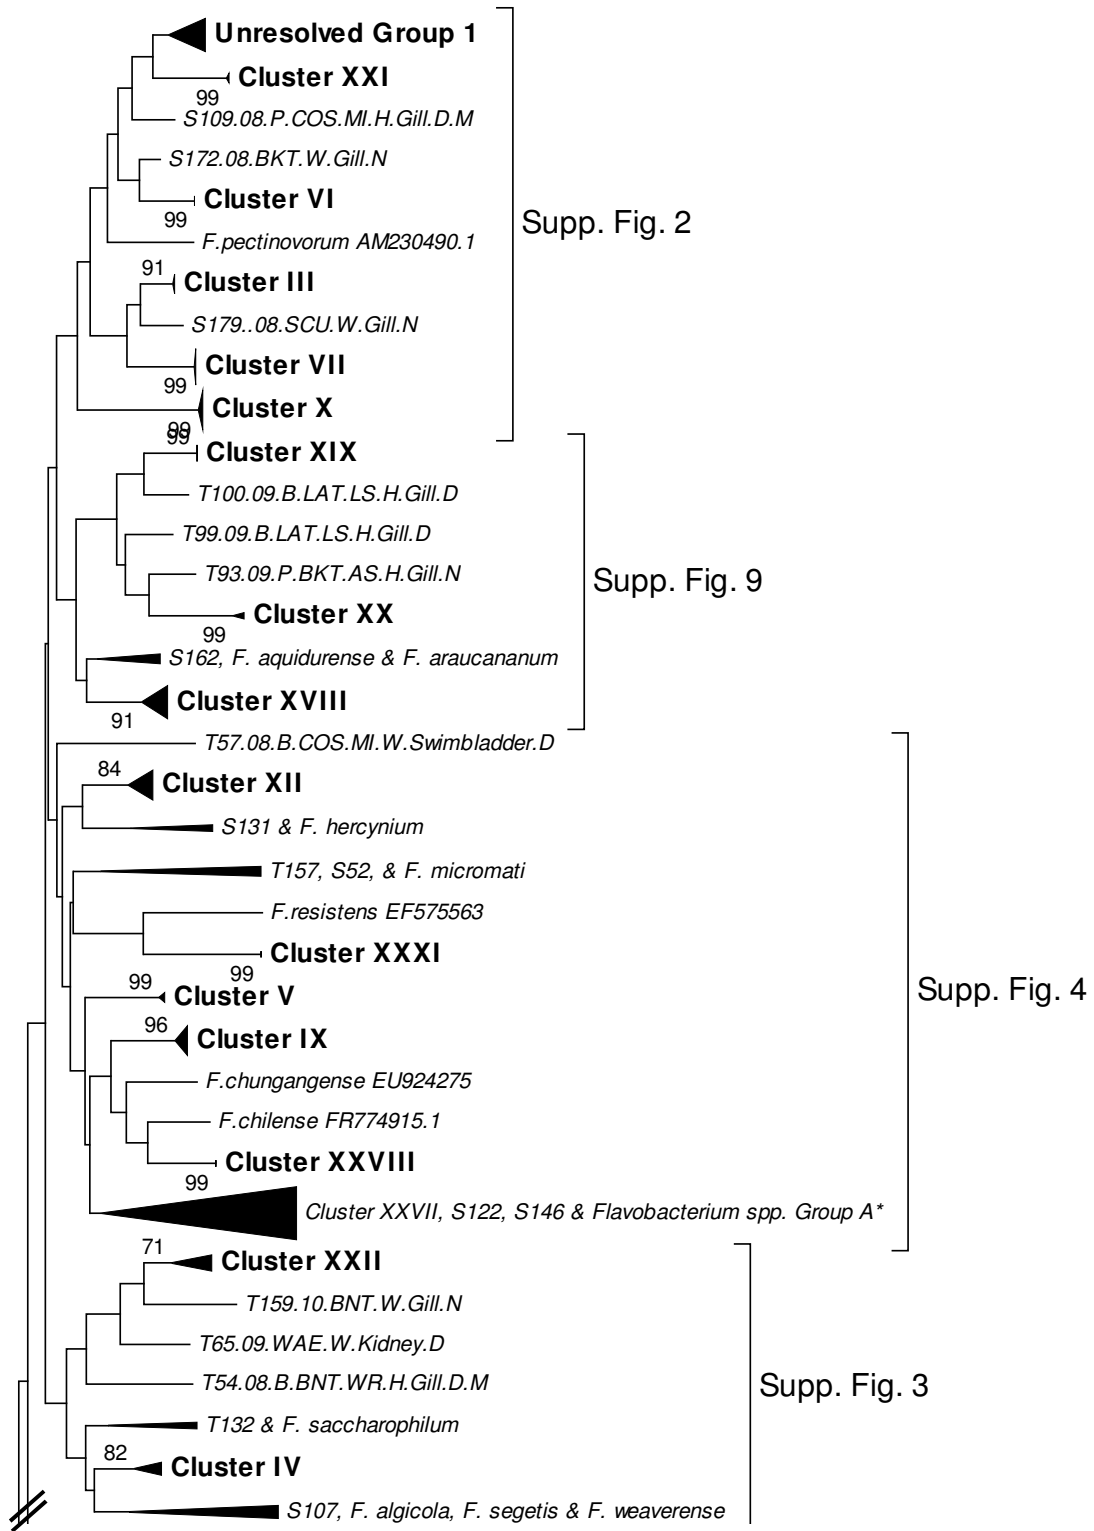 Unresolved Group 1
Cluster XXI
99
S109.08.P.COS.MI.H.Gill.D.M
S172.08.BKT.W.Gill.N
Cluster VI
99
Supp. Fig. 2
F.pectinovorum AM230490.1
91
Cluster III
S179..08.SCU.W.Gill.N
Cluster VII
99
Cluster X
99
99
Cluster XIX
T100.09.B.LAT.LS.H.Gill.D
T99.09.B.LAT.LS.H.Gill.D
T93.09.P.BKT.AS.H.Gill.N
Supp. Fig. 9
Cluster XX
99
S162, F. aquidurense & F. araucananum
Cluster XVIII
91
T57.08.B.COS.MI.W.Swimbladder.D
84
Cluster XII
S131 & F. hercynium
T157, S52, & F. micromati
F.resistens EF575563
Cluster XXXI
99
99
Cluster V
Supp. Fig. 4
96
Cluster IX
F.chungangense EU924275
F.chilense FR774915.1
Cluster XXVIII
99
Cluster XXVII, S122, S146 & Flavobacterium spp. Group A*
71
Cluster XXII
T159.10.BNT.W.Gill.N
T65.09.WAE.W.Kidney.D
T54.08.B.BNT.WR.H.Gill.D.M
Supp. Fig. 3
T132 & F. saccharophilum
82
Cluster IV
S107, F. algicola, F. segetis & F. weaverense